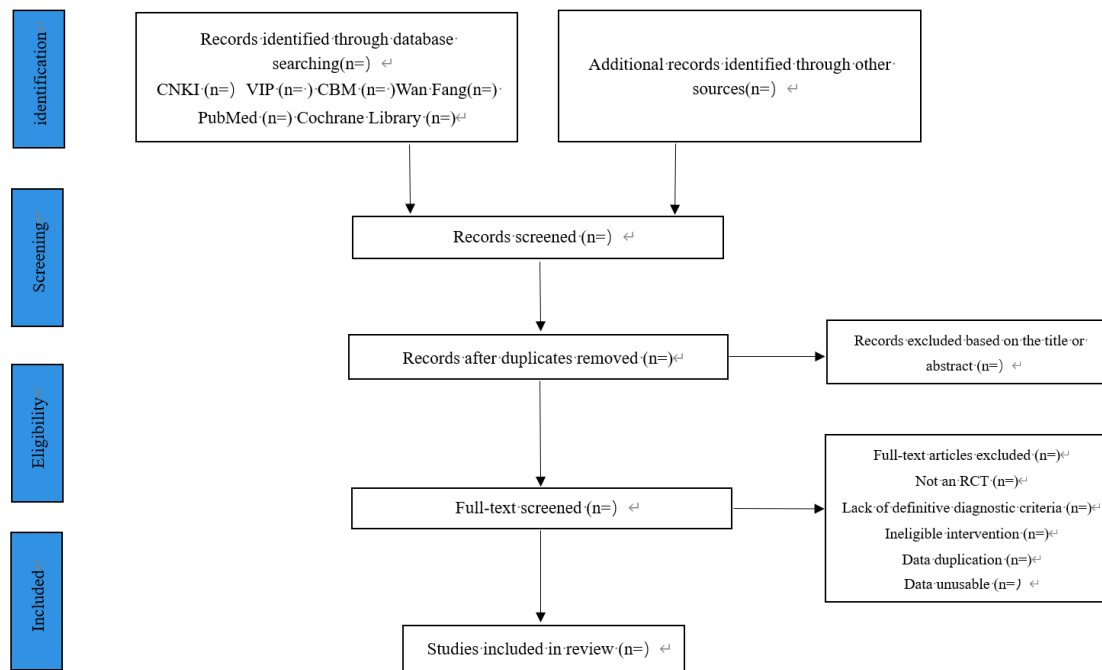 identification
Records identified through database
searching(n=)
CNKI (n=) VIP (n= ) CBM (n=)Wan Fang(n=)
PubMed (n=) Cochrane Library (n=)
Additional records identified through other
sources(n=)
Screening
Records screened (n=)
Records after duplicates removed (n=)
Records excluded based on the title or
abstract (n=)
Eligibility
Full-text screened (n=)
Full-text articles excluded (n=)
Not an RCT (n=)
Lack of definitive diagnostic criteria (n=)
Ineligible intervention (n=)
Data duplication (n=)
Data unusable (n=)
Included
Studies included in review (n=)